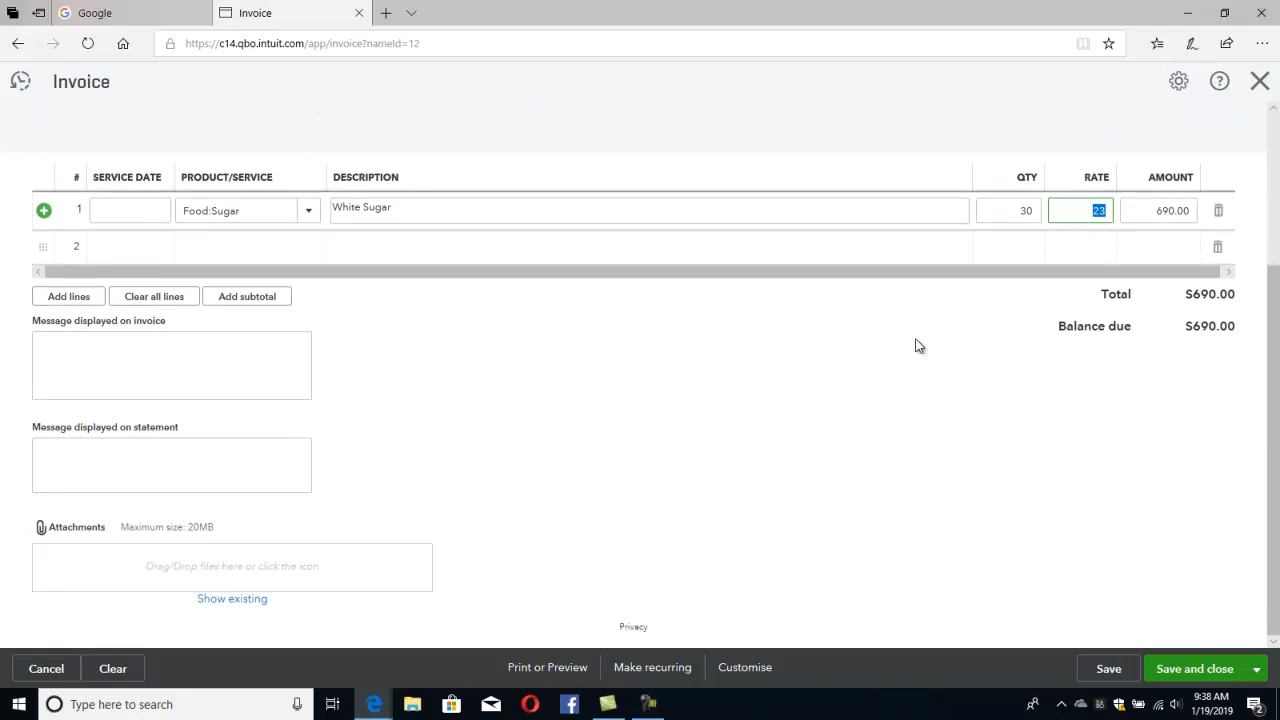 Google
Invoice
https://c14.qbo.intuit.com/app/invoice?nameId=12
Invoice
# SERVICE DATE PRODUCT/SERVICE DESCRIPTION QTY RATE AMOUNT
1 Food:Sugar White Sugar 30 23 690.00
2
Add lines Clear all lines Add subtotal
Total $690.00
Message displayed on invoice
Balance due $690.00
Message displayed on statement
Attachments Maximum size: 20MB
Drag/Drop files here or click the icon
Show existing
Privacy
Cancel Clear Print or Preview Make recurring Customise Save Save and close
Type here to search
9:38 AM
1/19/2019
2